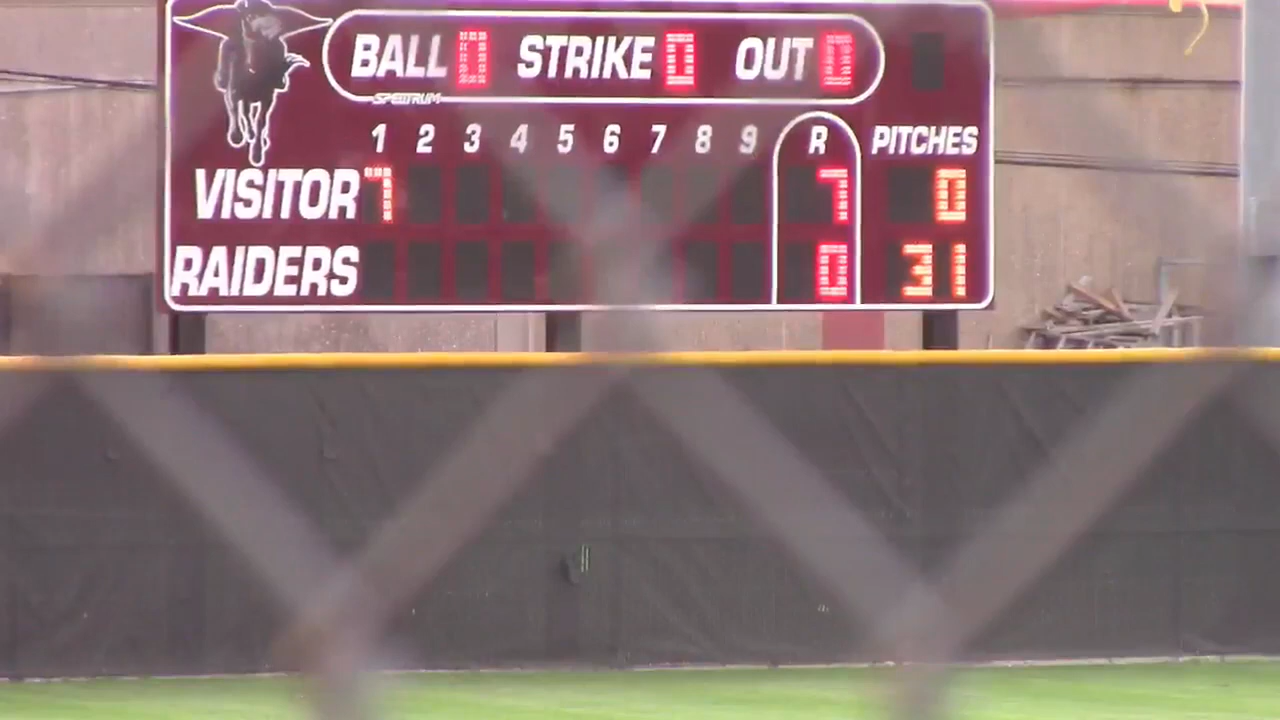 BALL 0 STRIKE 0 OUT 0
SPECTRUM
1 2 3 4 5 6 7 8 9 R PITCHES
VISITOR 7 7 0
RAIDERS 0 31